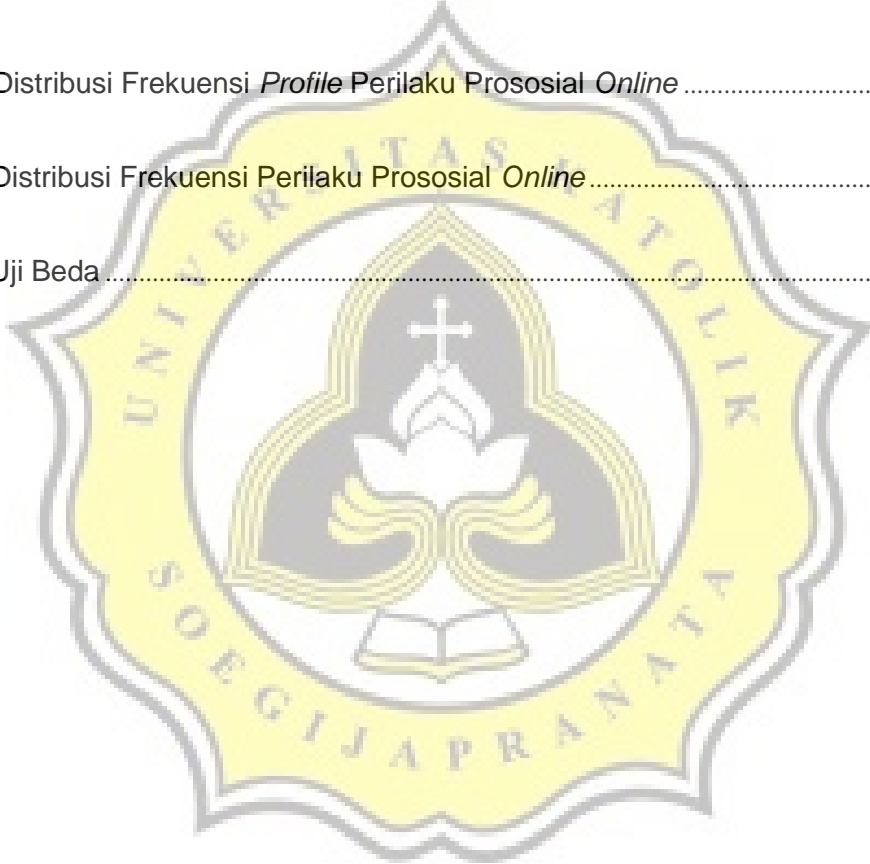 Distribusi Frekuensi Profile Perilaku Prososial Online ............................
Distribusi Frekuensi Perilaku Prososial Online ..........................................
Uji Beda ....................................................................................................................
UNIVERSITAS KATOLIK
SOEGIJAPRANATA